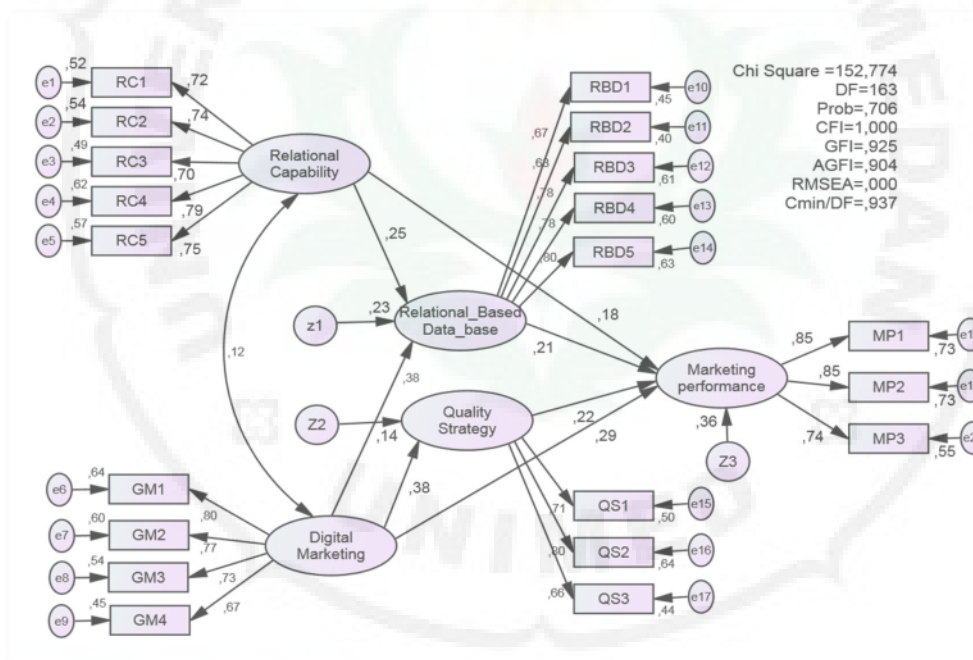 Chi Square =152,774
DF=163
Prob=,706
CFI=1,000
GFI=,925
AGFI=,904
RMSEA=,000
Cmin/DF=,937
e1
,52
RC1
,72
e2
,54
RC2
,74
e3
,49
RC3
,70
e4
,62
RC4
,79
e5
,57
RC5
,75
Relational
Capability
RBD1
,45
e10
,67
RBD2
,40
e11
RBD3
,61
e12
,78
RBD4
,60
e13
,78
RBD5
,63
e14
,80
,25
,18
z1
,23
Relational_Based
Data_base
,21
,12
,38
Z2
,14
Quality
Strategy
,22
,29
,38
Marketing
performance
,36
Z3
,85
MP1
,73
,85
MP2
,73
,74
MP3
,55
e6
,64
GM1
,80
e7
,60
GM2
,77
e8
,54
GM3
,73
e9
,45
GM4
,67
Digital
Marketing
,71
QS1
,50
e15
,80
QS2
,64
e16
,66
QS3
,44
e17
UNIMED
MEDAN